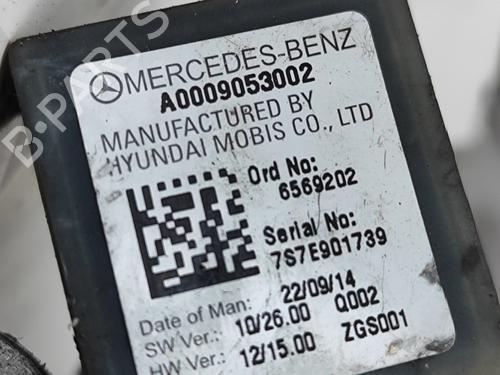 MERCEDES-BENZ
A0009053002
MANUFACTURED BY
HYUNDAI MOBIS CO., LTD
Ord No:
6569202
Serial No:
7S7E901739
Date of Man: 22/09/14
SW Ver.: 10/26.00 Q002
HW Ver.: 12/15.00 ZGS001
B-PARTS